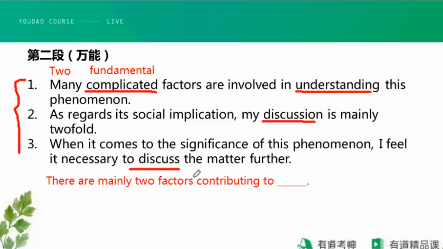 YOUDAO COURSE
LIVE
第二段（万能）
Two fundamental
1. Many complicated factors are involved in understanding this
phenomenon.
2. As regards its social implication, my discussion is mainly
twofold.
3. When it comes to the significance of this phenomenon, I feel
it necessary to discuss the matter further.
There are mainly two factors contributing to _____.
有道考神
有道精品课